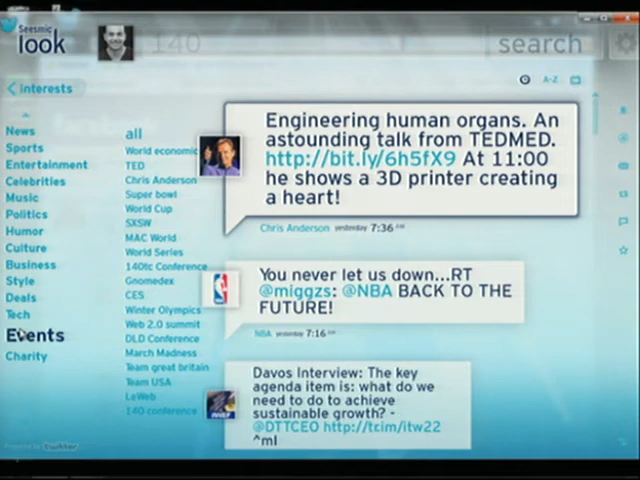 Seesmic
look
140
search
interests
A-Z
News
Sports
Entertainment
Celebrities
Music
Politics
Humor
Culture
Business
Style
Deals
Tech
Events
Charity
all
World economic
TED
Chris Anderson
Super bowl
World Cup
SXSW
MAC World
World Series
140tc Conference
Gnomedex
CES
Winter Olympics
Web 2.0 summit
DLD Conference
March Madness
Team great britain
Team USA
LeWeb
140 conference
Engineering human organs. An
astounding talk from TEDMED.
http://bit.ly/6h5fX9 At 11:00
he shows a 3D printer creating
a heart!
Chris Anderson yesterday 7:36 AM
You never let us down...RT
@miggzs: @NBA BACK TO THE
FUTURE!
NBA yesterday 7:16 AM
Davos Interview: The key
agenda item is: what do we
need to do to achieve
sustainable growth? -
@DTTCEO http://tcim/itw22
^ml
Powered by twitter